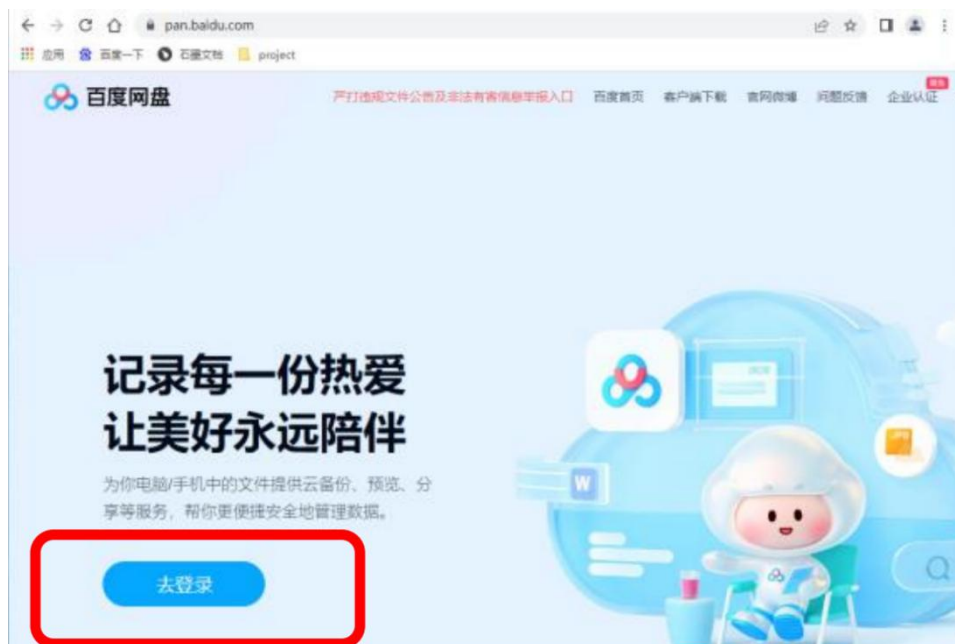 pan.baidu.com
应用 百度一下 石墨文档 project
百度网盘 严打违规文件公告及非法有害信息举报入口 百度首页 客户端下载 官网微博 问题反馈 企业认证
记录每一份热爱
让美好永远陪伴
为你电脑/手机中的文件提供云备份、预览、分
享等服务，帮你更便捷安全地管理数据。
W
去登录